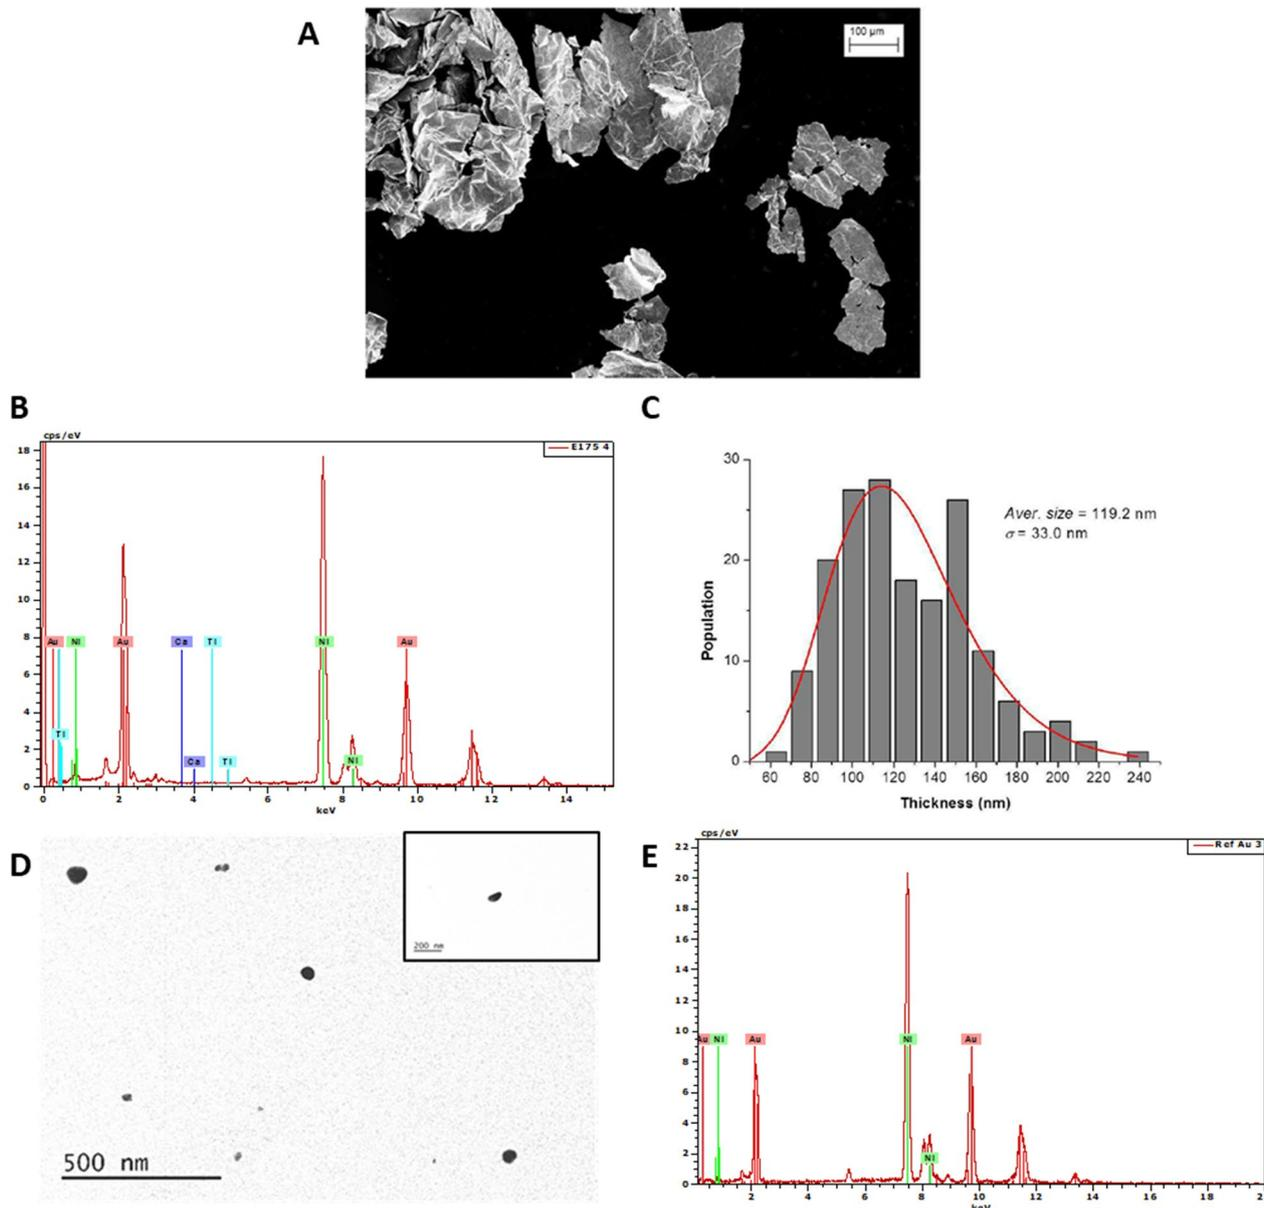 A
100 µm
B
cps/eV
E175 4
18
16
14
12
10
8
6
4
2
0
Au Ni Au Ca Ti Ni Au
Ti Ca Ti Ni
0 2 4 6 8 10 12 14
keV
C
30
20
10
0
Population
Aver. size = 119.2 nm
σ = 33.0 nm
60 80 100 120 140 160 180 200 220 240
Thickness (nm)
D
200 nm
500 nm
E
cps/eV
Ref Au 3
22
20
18
16
14
12
10
8
6
4
2
0
Au Ni Au Ni Au
Ni
2 4 6 8 10 12 14 16 18
keV